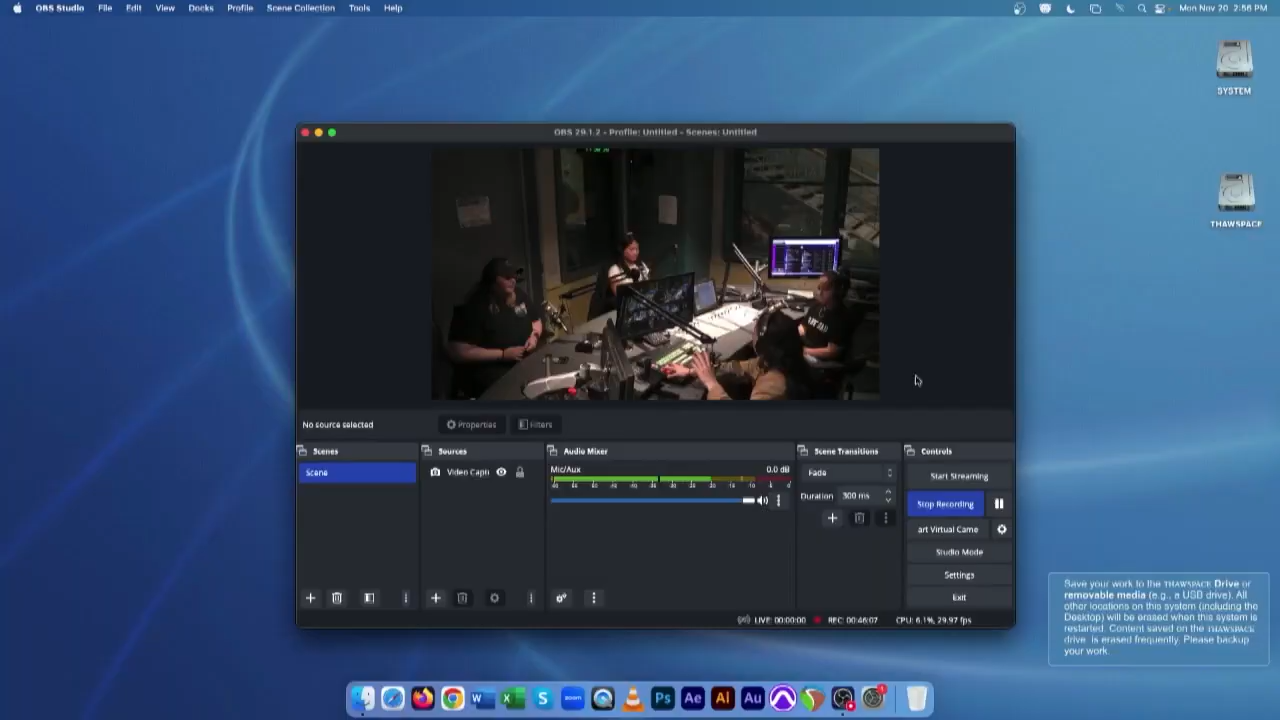 OBS Studio File Edit View Docks Profile Scene Collection Tools Help Mon Nov 20 2:56 PM
SYSTEM
THAWSPACE
OBS 29.1.2 - Profile: Untitled - Scenes: Untitled
No source selected Properties Filters
Scenes Sources Audio Mixer Scene Transitions Controls
Scene Video Capti Mic/Aux 0.0 dB Fade Start Streaming
Duration 300 ms Stop Recording
art Virtual Came
Studio Mode
Settings
Exit
LIVE: 00:00:00 REC: 00:46:07 CPU: 6.1%, 29.97 fps
Save your work to the THAWSPACE Drive or
removable media (e.g., a USB drive). All
other locations on this system (including the
Desktop) will be erased when this system is
restarted. Content saved on the THAWSPACE
drive is erased frequently. Please backup
your work.
W X S zoom Ps Ae Ai Au